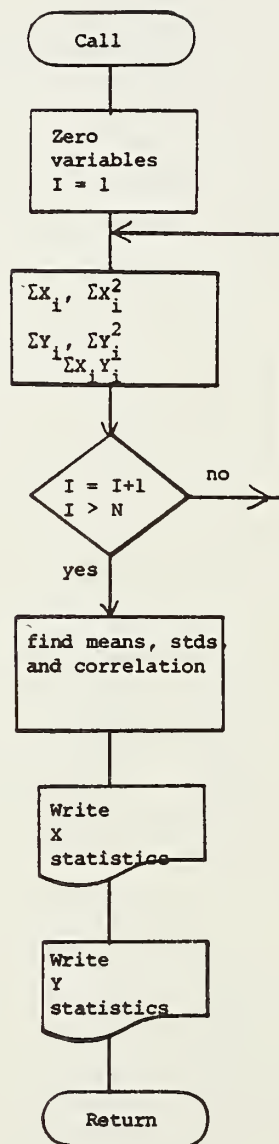 Call
Zero
variables
I = 1
ΣX_i, ΣX_i^2
ΣY_i, ΣY_i^2
ΣX_iY_i
I = I+1
I > N
no
yes
find means, stds,
and correlation
Write
X
statistics
Write
Y
statistics
Return